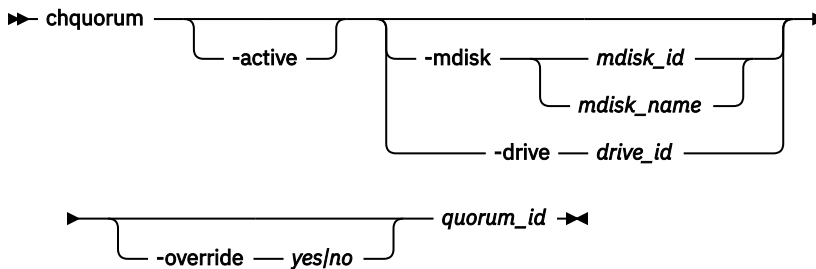 chquorum
-active
-mdisk mdisk_id
mdisk_name
-drive drive_id
quorum_id
-override yes/no